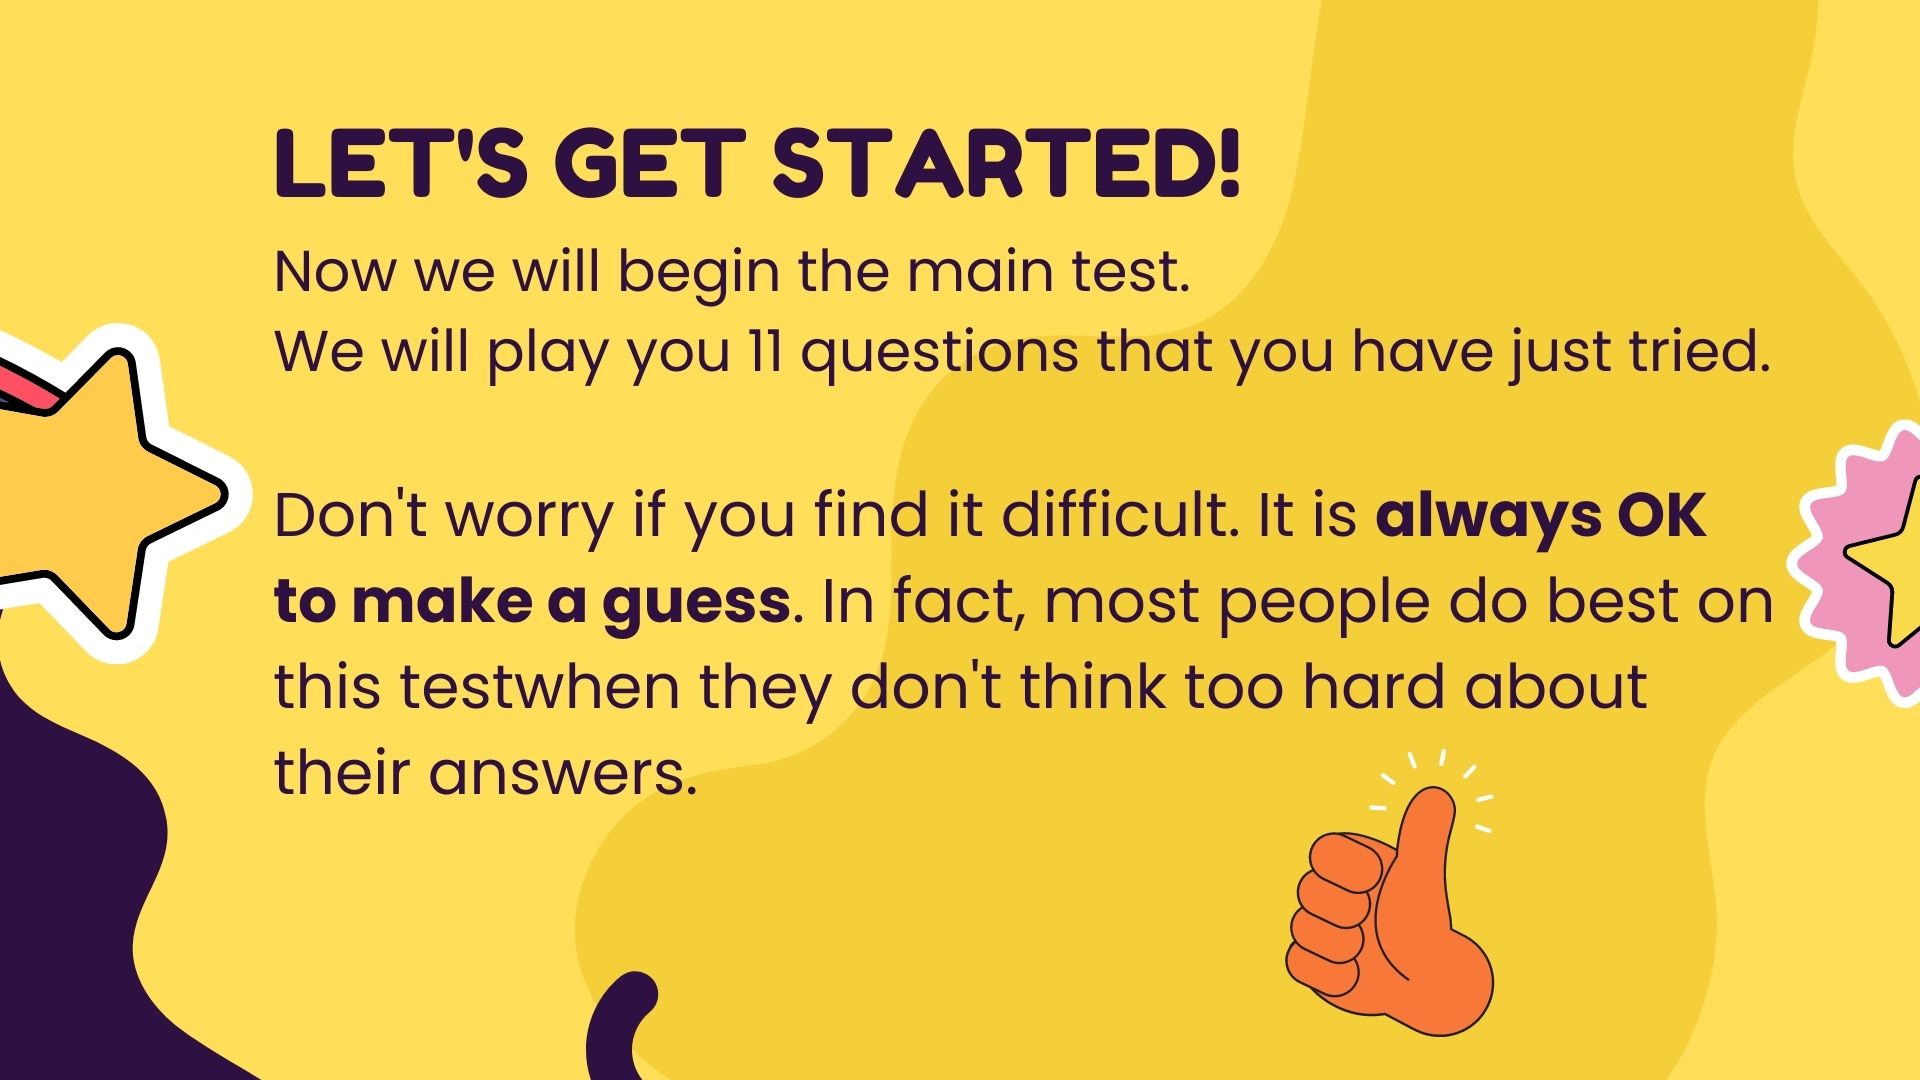 LET'S GET STARTED!
Now we will begin the main test.
We will play you 11 questions that you have just tried.
Don't worry if you find it difficult. It is always OK
to make a guess. In fact, most people do best on
this testwhen they don't think too hard about
their answers.